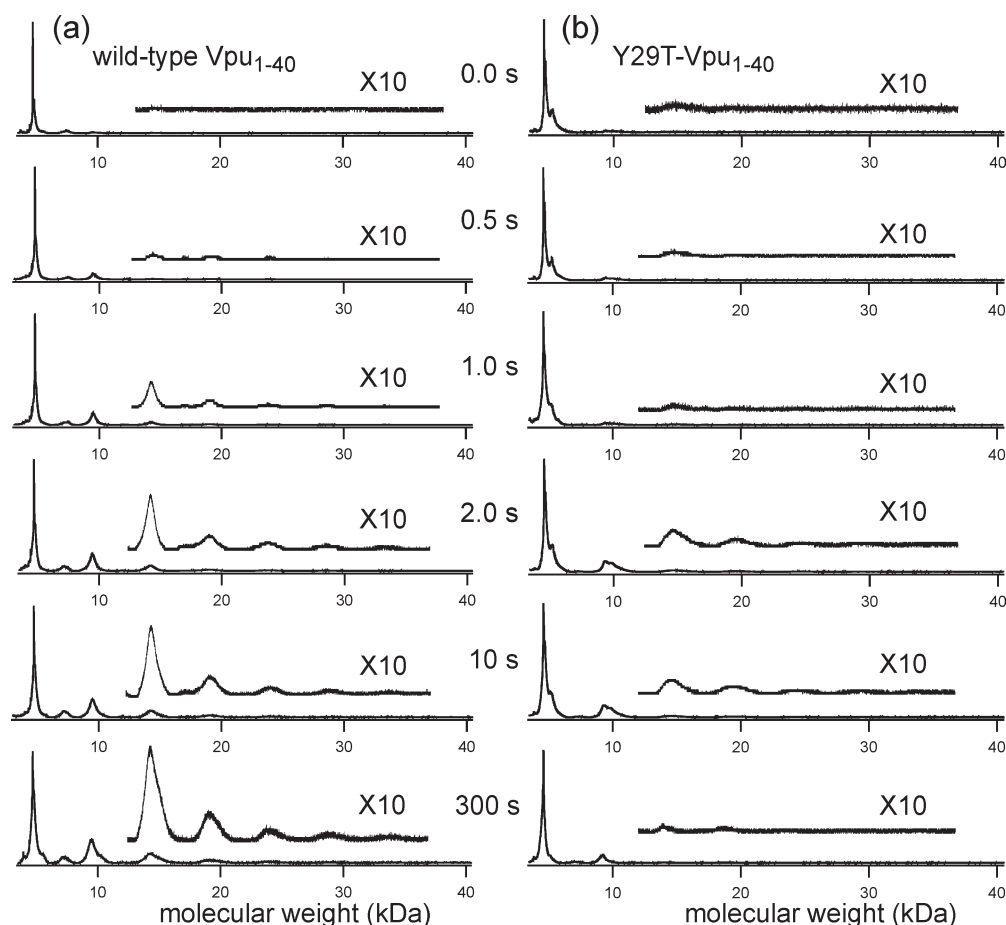 (a) wild-type Vpu1-40 X10 0.0 s (b) Y29T-Vpu1-40 X10
10 20 30 40 10 20 30 40
X10 0.5 s X10
10 20 30 40 10 20 30 40
X10 1.0 s X10
10 20 30 40 10 20 30 40
X10 2.0 s X10
10 20 30 40 10 20 30 40
X10 10 s X10
10 20 30 40 10 20 30 40
X10 300 s X10
10 20 30 40 10 20 30 40
molecular weight (kDa) molecular weight (kDa)